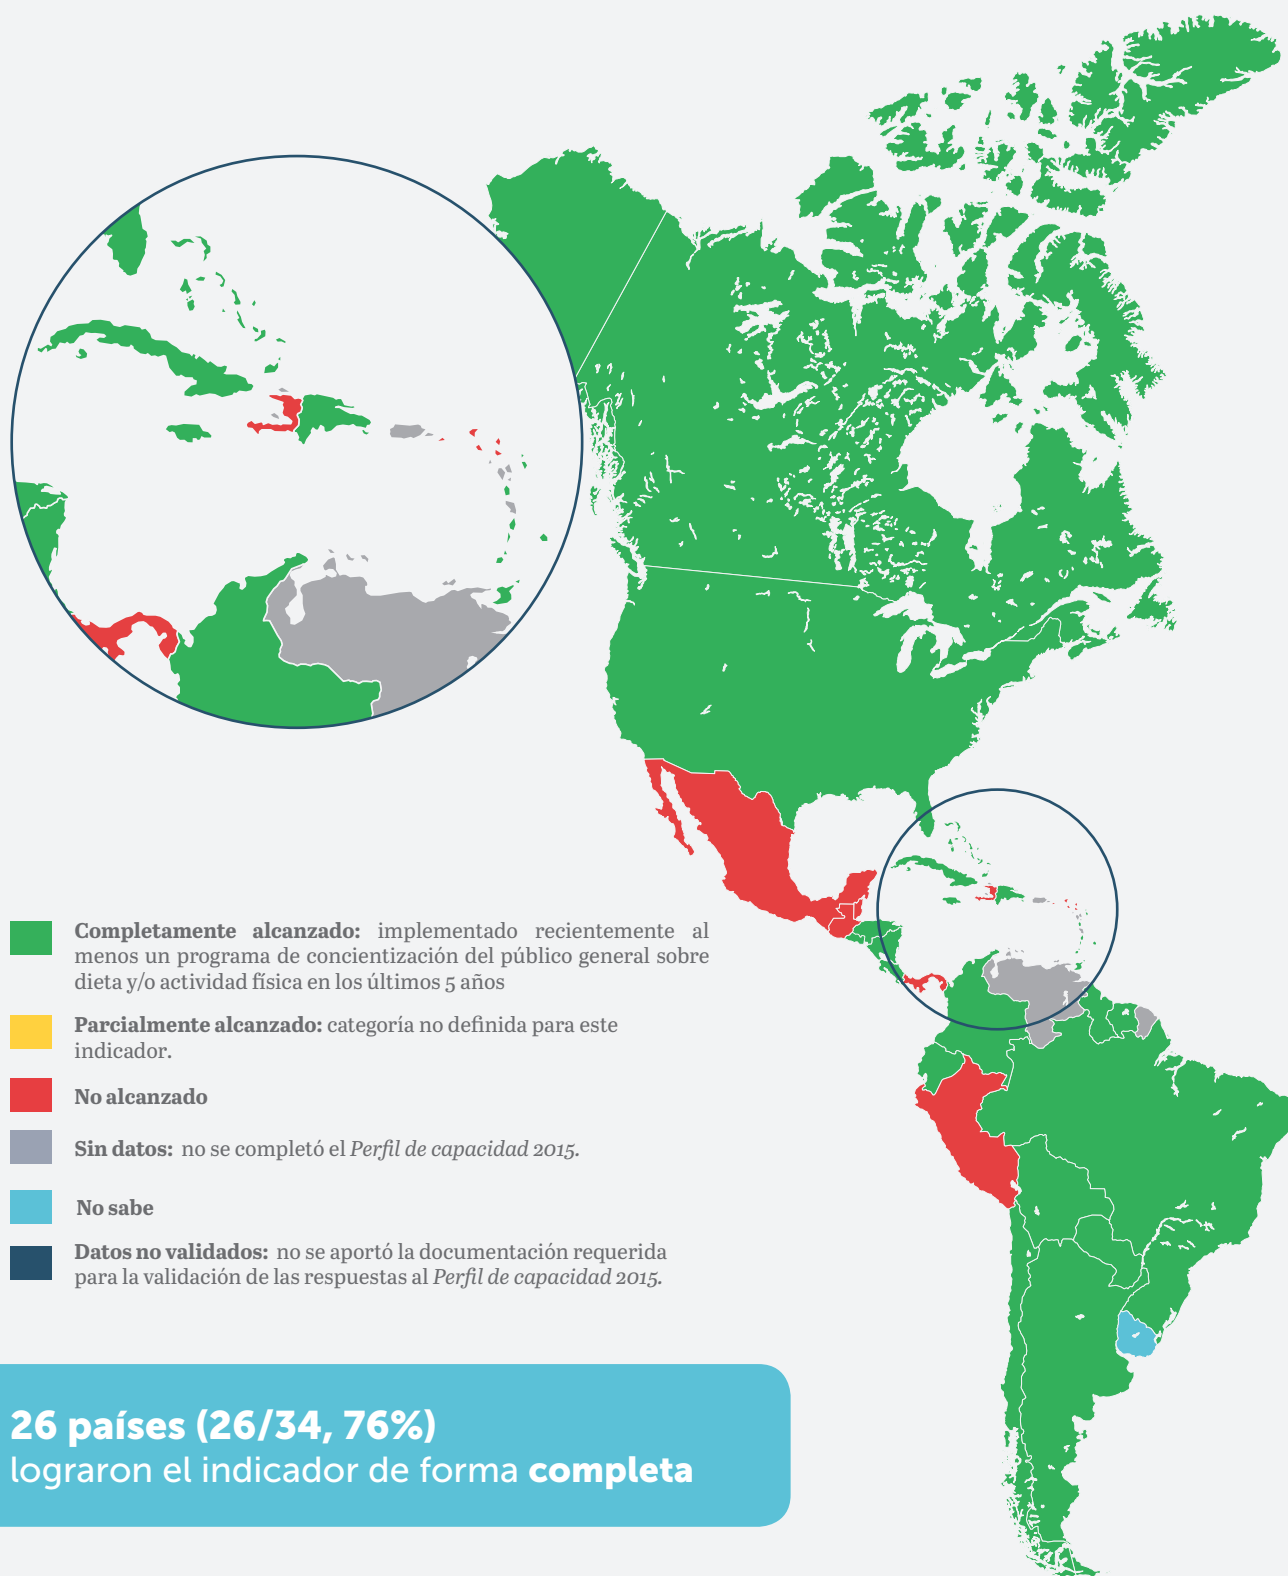 Completamente alcanzado: implementado recientemente al
menos un programa de concientización del público general sobre
dieta y/o actividad física en los últimos 5 años
Parcialmente alcanzado: categoría no definida para este
indicador.
No alcanzado
Sin datos: no se completó el Perfil de capacidad 2015.
No sabe
Datos no validados: no se aportó la documentación requerida
para la validación de las respuestas al Perfil de capacidad 2015.
26 países (26/34, 76%)
lograron el indicador de forma completa